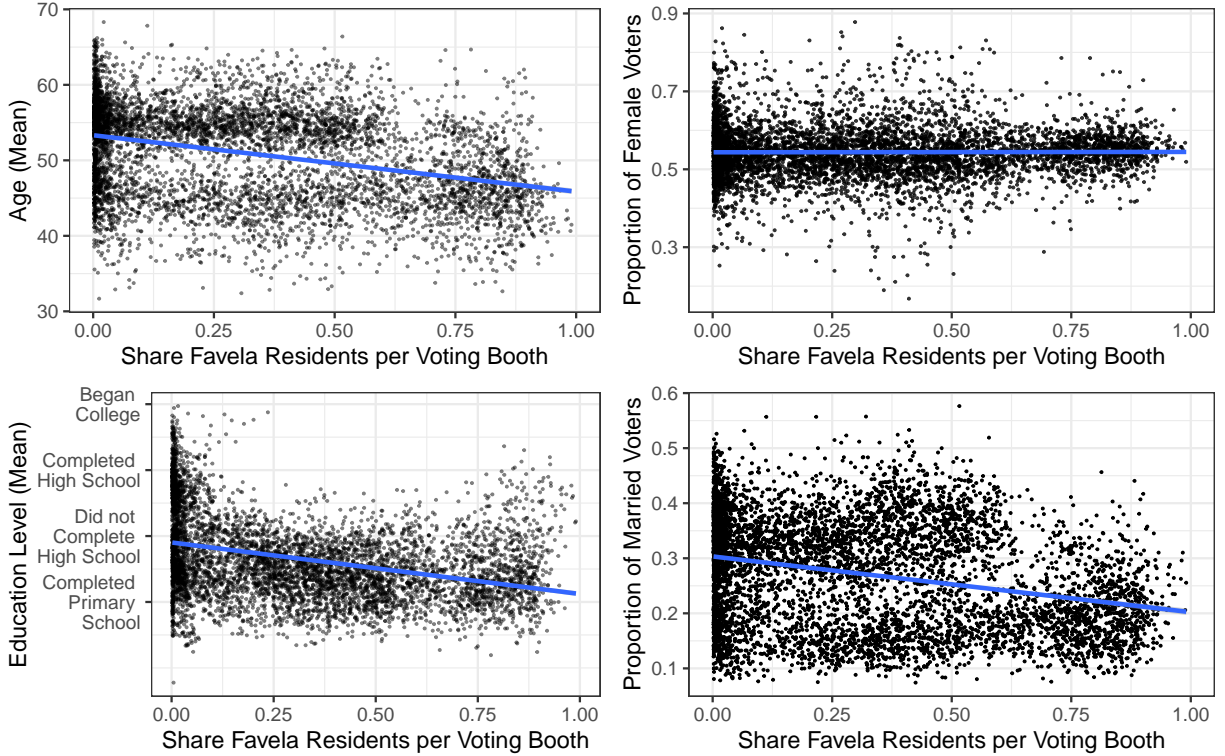 70
60
50
40
30
Age (Mean)
0.00 0.25 0.50 0.75 1.00
Share Favela Residents per Voting Booth
0.9
0.7
0.5
0.3
Proportion of Female Voters
0.00 0.25 0.50 0.75 1.00
Share Favela Residents per Voting Booth
Began
College
Completed
High School
Did not
Complete
High School
Completed
Primary
School
Education Level (Mean)
0.00 0.25 0.50 0.75 1.00
Share Favela Residents per Voting Booth
0.6
0.5
0.4
0.3
0.2
0.1
Proportion of Married Voters
0.00 0.25 0.50 0.75 1.00
Share Favela Residents per Voting Booth